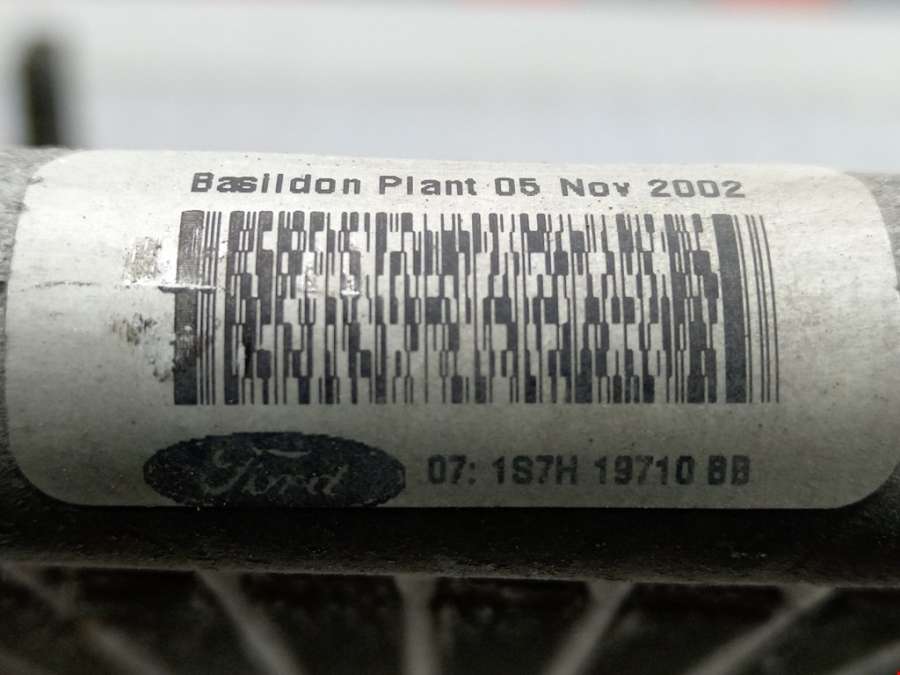 Basildon Plant 05 Nov 2002
Ford 07: 1S7H 19710 BB